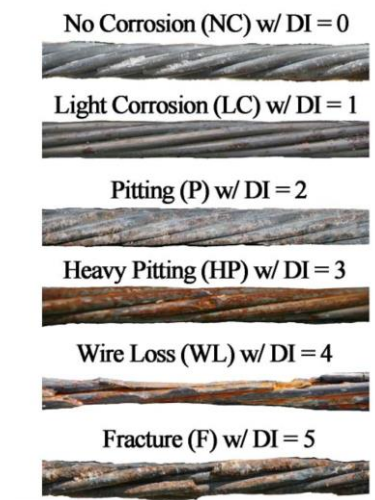 No Corrosion (NC) w/ DI = 0
Light Corrosion (LC) w/ DI = 1
Pitting (P) w/ DI = 2
Heavy Pitting (HP) w/ DI = 3
Wire Loss (WL) w/ DI = 4
Fracture (F) w/ DI = 5